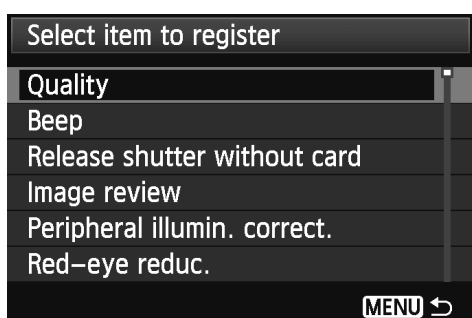 Select item to register
Quality
Beep
Release shutter without card
Image review
Peripheral illumin. correct.
Red-eye reduc.
MENU